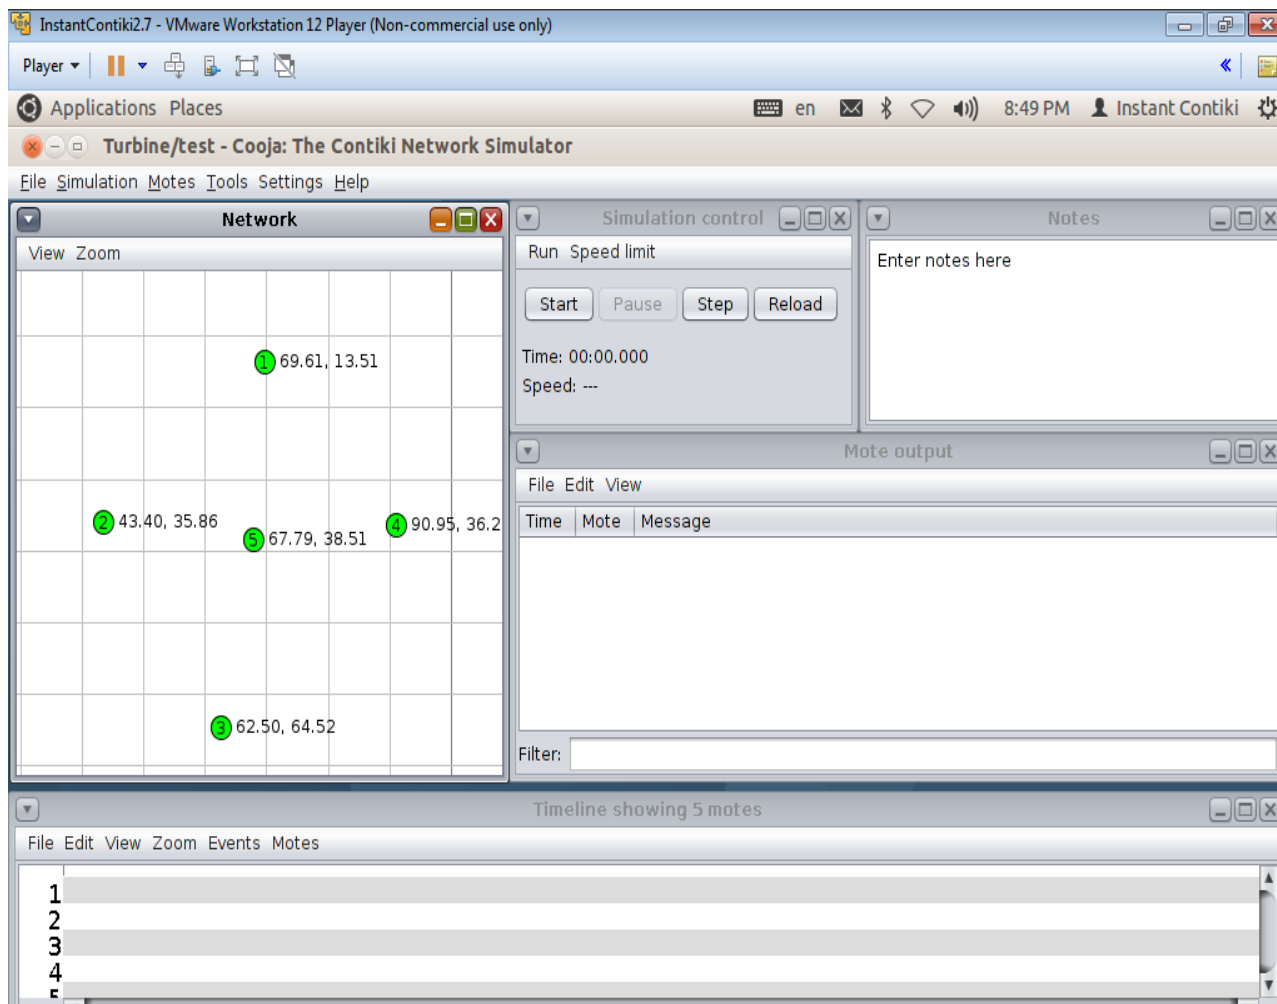 InstantContiki2.7 - VMware Workstation 12 Player (Non-commercial use only)
Player
Applications Places en 8:49 PM Instant Contiki
Turbine/test - Cooja: The Contiki Network Simulator
File Simulation Motes Tools Settings Help
Network
View Zoom
1 69.61, 13.51
2 43.40, 35.86
4 90.95, 36.2
5 67.79, 38.51
3 62.50, 64.52
Simulation control
Run Speed limit
Start Pause Step Reload
Time: 00:00.000
Speed: ---
Notes
Enter notes here
Mote output
File Edit View
Time Mote Message
Filter:
Timeline showing 5 motes
File Edit View Zoom Events Motes
1
2
3
4
5